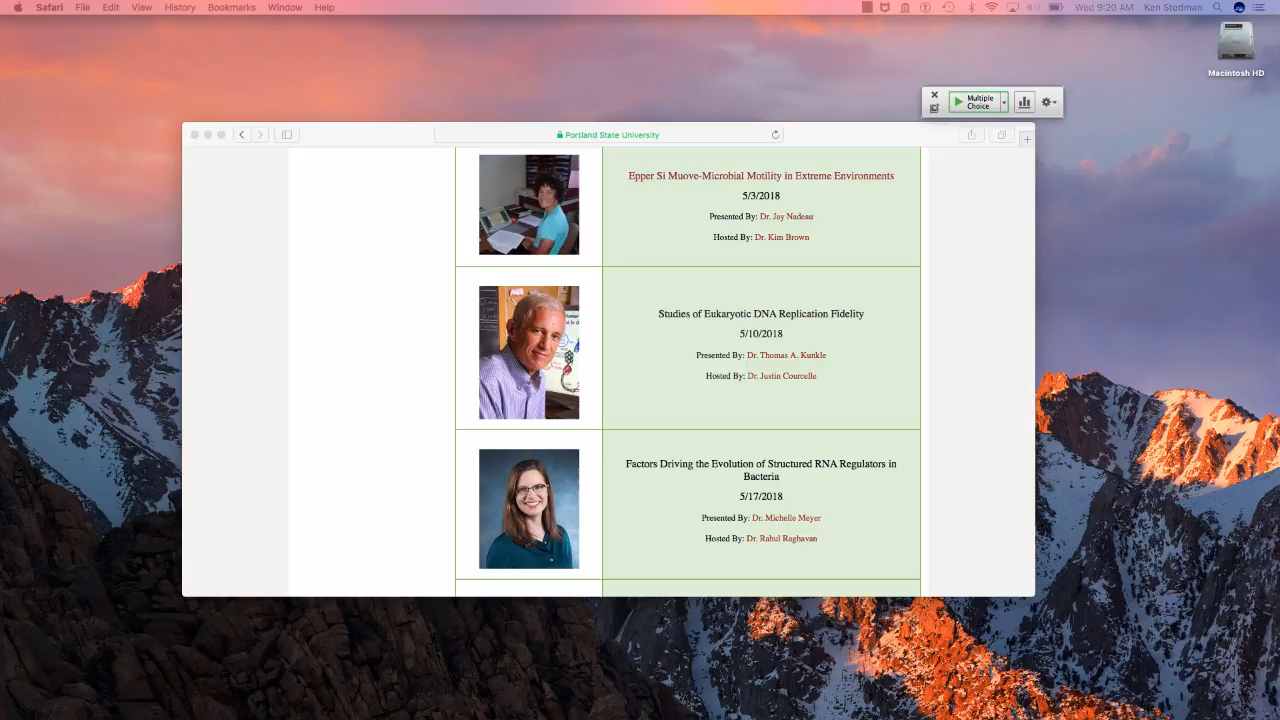 Safari File Edit View History Bookmarks Window Help Wed 9:20 AM Ken Stedman
Macintosh HD
Multiple
Choice
Portland State University
Epper Si Muove-Microbial Motility in Extreme Environments
5/3/2018
Presented By: Dr. Jay Nadeau
Hosted By: Dr. Kim Brown
Studies of Eukaryotic DNA Replication Fidelity
5/10/2018
Presented By: Dr. Thomas A. Kunkle
Hosted By: Dr. Justin Courcelle
Factors Driving the Evolution of Structured RNA Regulators in
Bacteria
5/17/2018
Presented By: Dr. Michelle Meyer
Hosted By: Dr. Rahul Raghavan